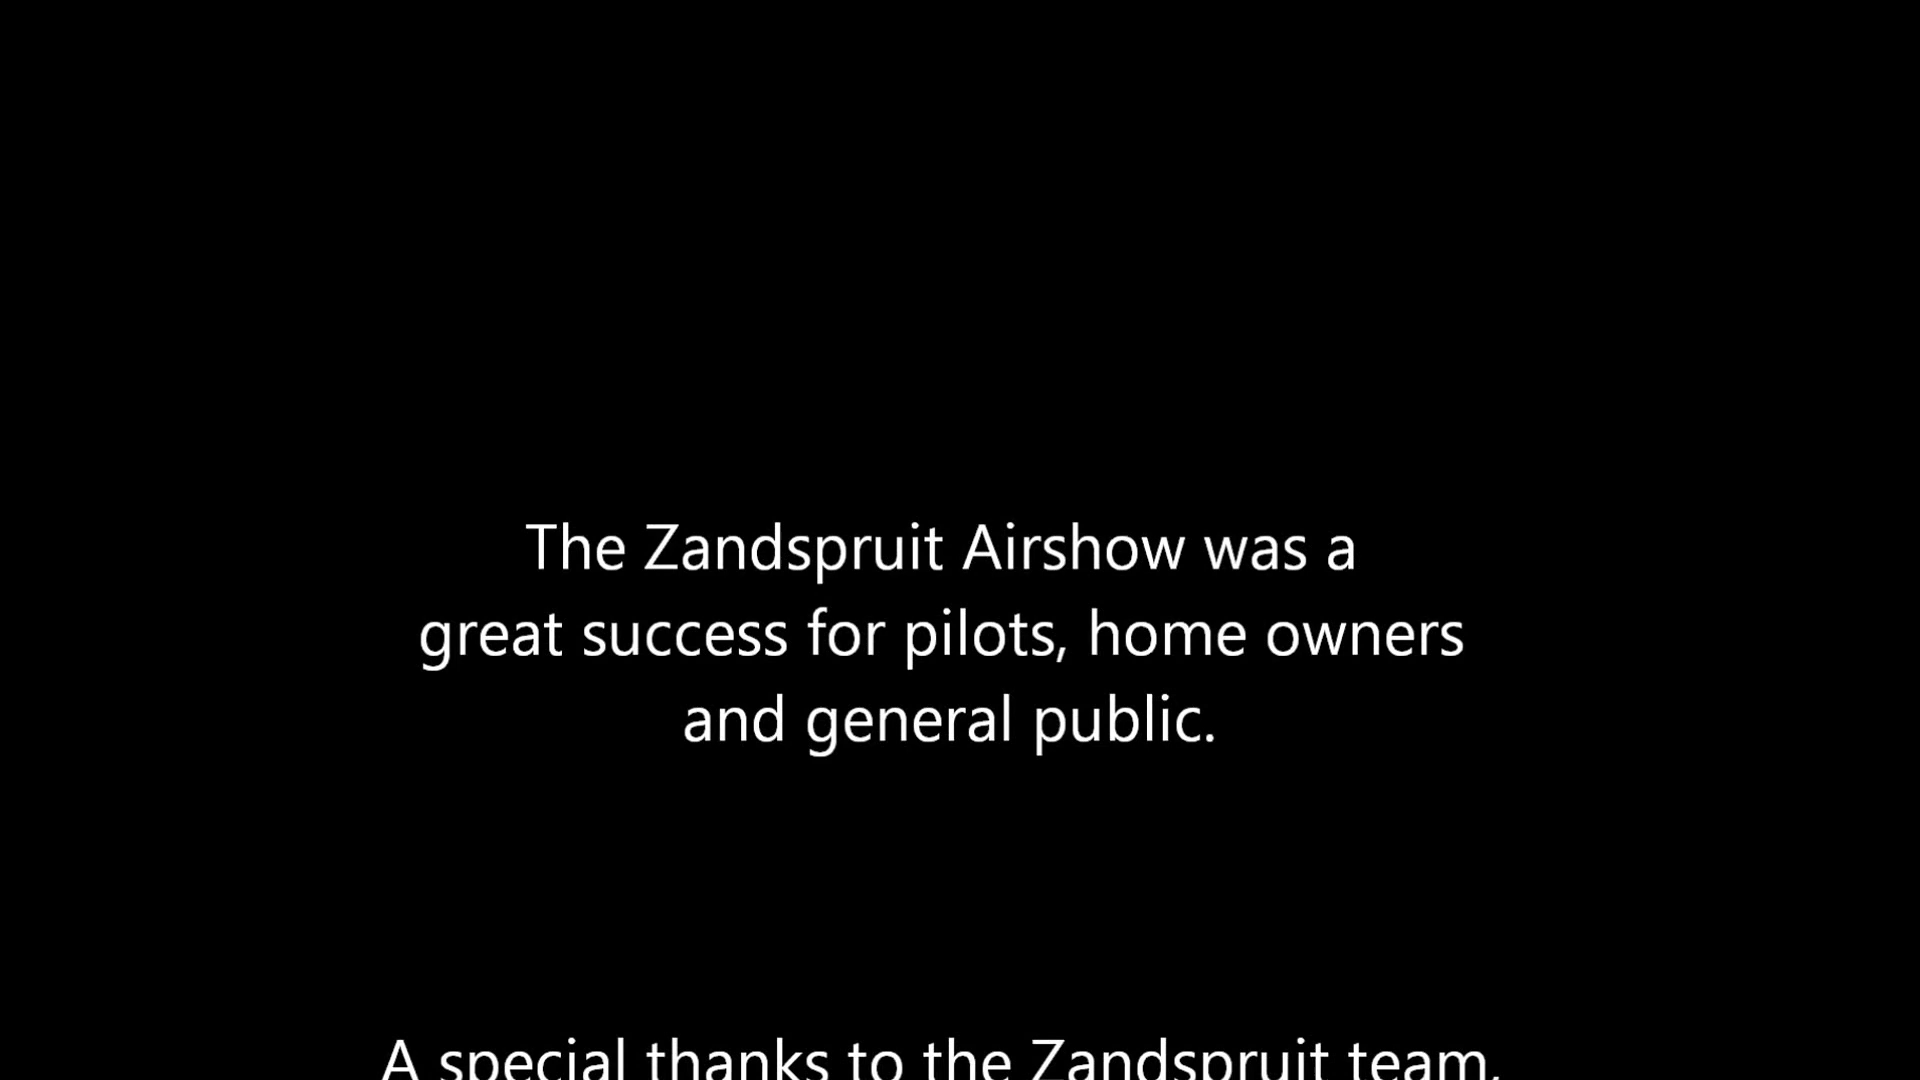 The Zandspruit Airshow was a
great success for pilots, home owners
and general public.
A special thanks to the Zandspruit team,